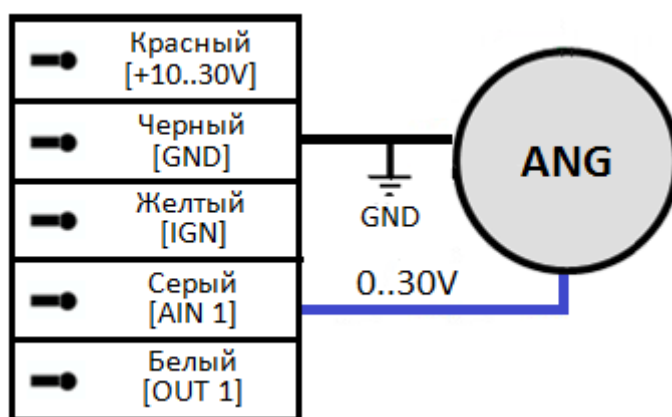 Красный
[+10..30V]
Черный
[GND]
Желтый
[IGN]
Серый
[AIN 1]
Белый
[OUT 1]
GND
0..30V
ANG